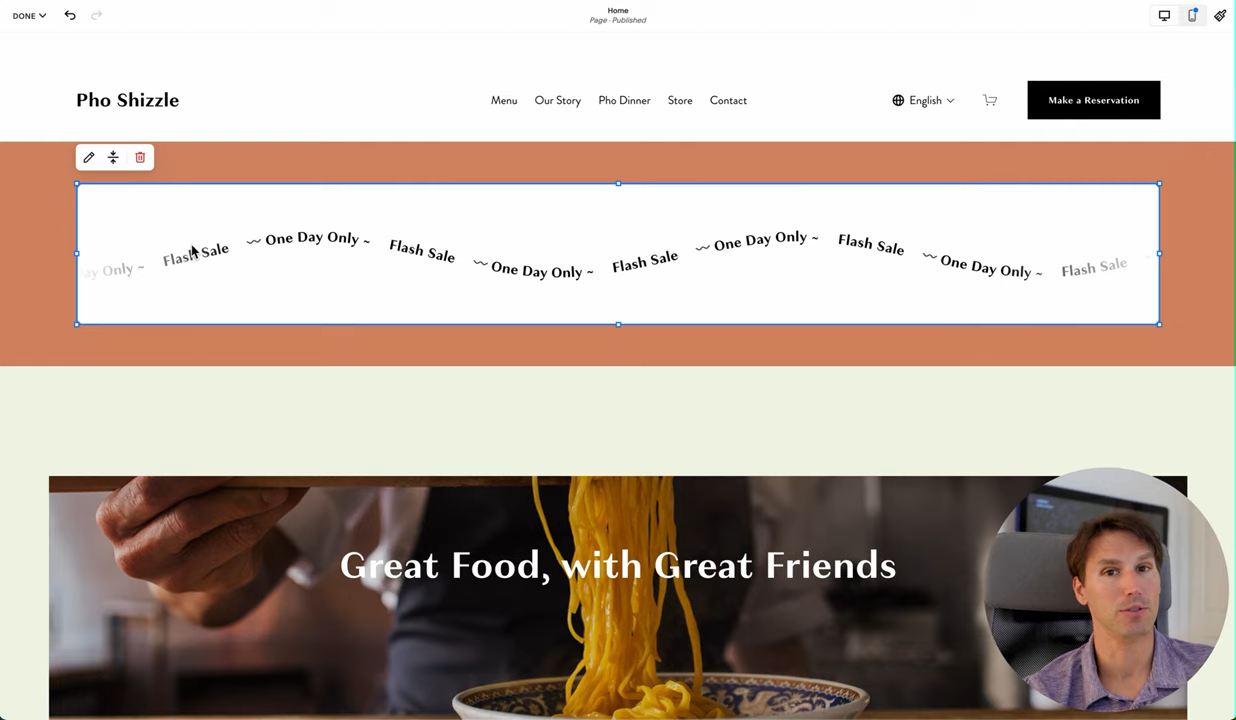 DONE
Home
Page · Published
Pho Shizzle
Menu Our Story Pho Dinner Store Contact
English
Make a Reservation
ay Only ~ Flash Sale ~ One Day Only ~ Flash Sale ~ One Day Only ~ Flash Sale ~ One Day Only ~ Flash Sale ~ One Day Only ~ Flash Sale
Great Food, with Great Friends